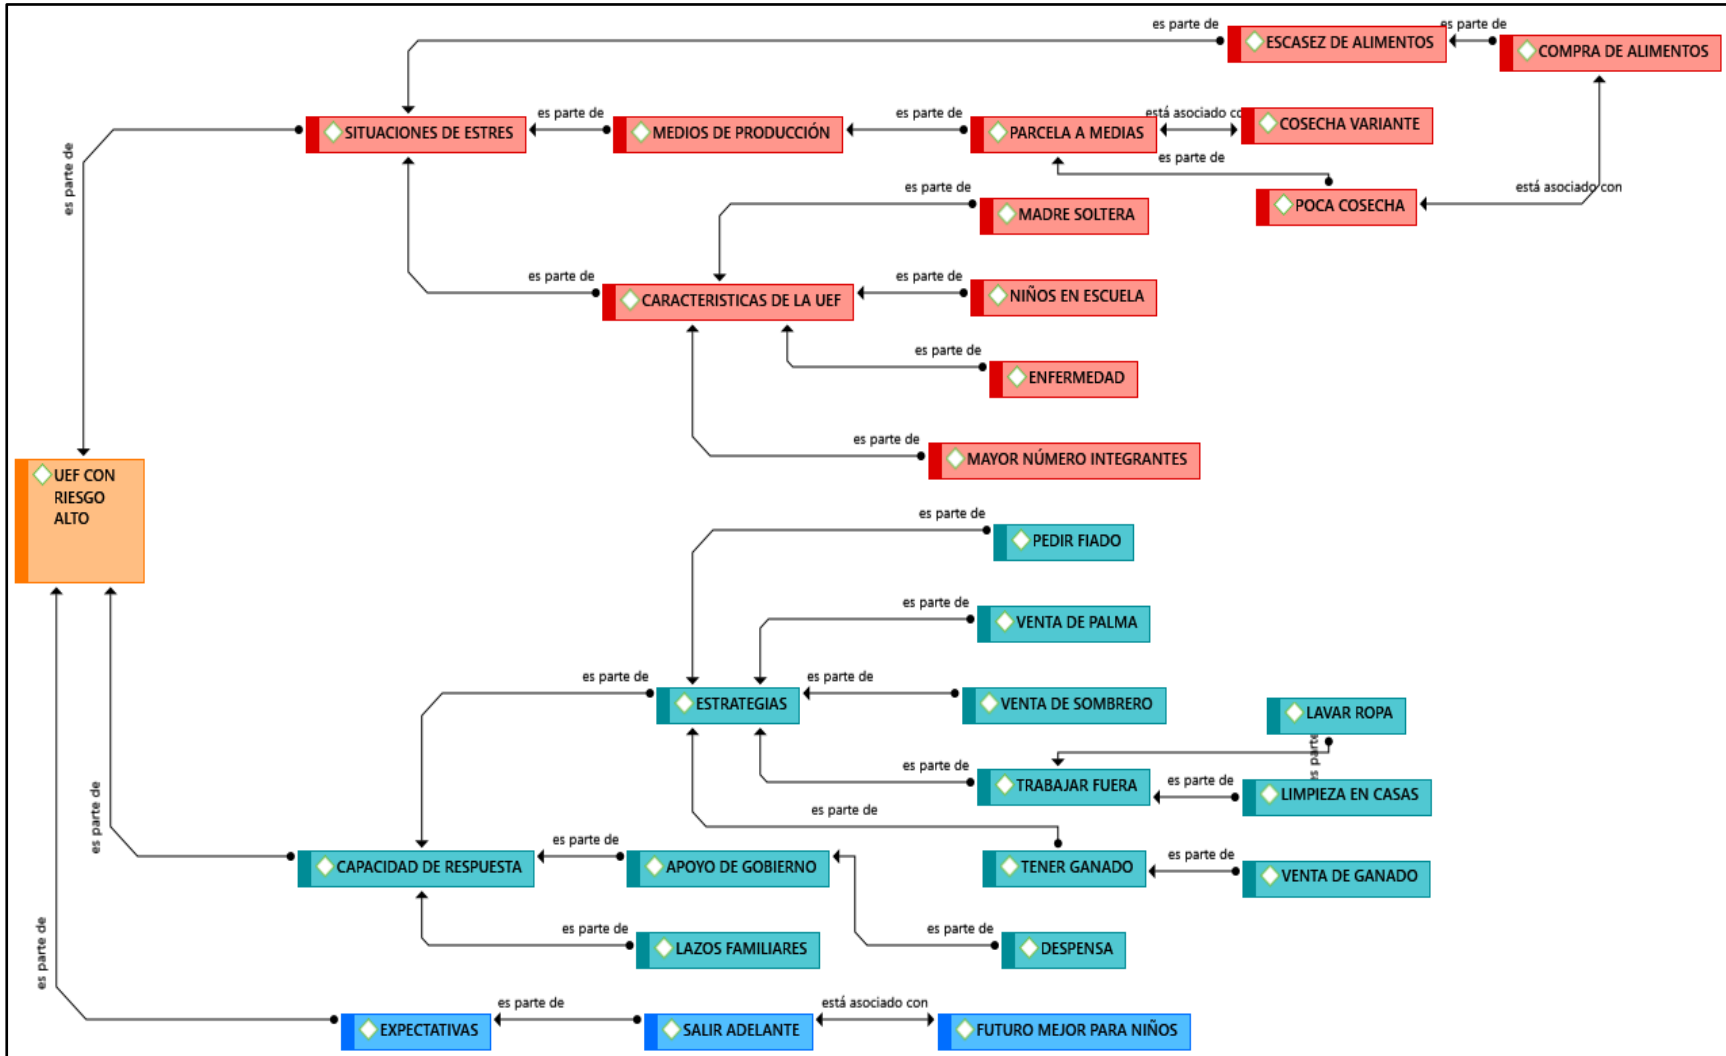 es parte de
ESCASEZ DE ALIMENTOS
es parte de
COMPRA DE ALIMENTOS
es parte de
SITUACIONES DE ESTRES
es parte de
MEDIOS DE PRODUCCIÓN
es parte de
PARCELA A MEDIAS
está asociado co
COSECHA VARIANTE
es parte de
POCA COSECHA
está asociado con
es parte de
MADRE SOLTERA
es parte de
CARACTERISTICAS DE LA UEF
es parte de
NIÑOS EN ESCUELA
es parte de
ENFERMEDAD
es parte de
MAYOR NÚMERO INTEGRANTES
UEF CON
RIESGO
ALTO
es parte de
PEDIR FIADO
es parte de
VENTA DE PALMA
es parte de
ESTRATEGIAS
es parte de
VENTA DE SOMBRERO
LAVAR ROPA
es parte
es parte de
TRABAJAR FUERA
es parte de
LIMPIEZA EN CASAS
es parte de
es parte de
CAPACIDAD DE RESPUESTA
es parte de
APOYO DE GOBIERNO
TENER GANADO
es parte de
VENTA DE GANADO
es parte de
LAZOS FAMILIARES
es parte de
DESPENSA
es parte de
EXPECTATIVAS
es parte de
SALIR ADELANTE
está asociado con
FUTURO MEJOR PARA NIÑOS